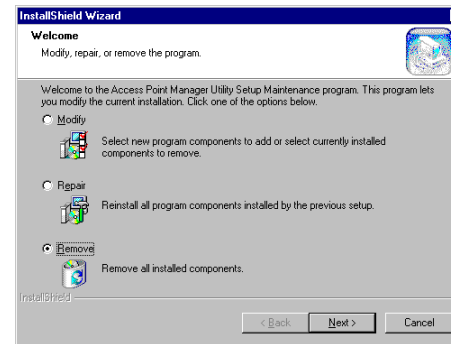 InstallShield Wizard
Welcome
Modify, repair, or remove the program.
Welcome to the Access Point Manager Utility Setup Maintenance program. This program lets
you modify the current installation. Click one of the options below.
Modify
Select new program components to add or select currently installed
components to remove.
Repair
Reinstall all program components installed by the previous setup.
Remove
Remove all installed components.
InstallShield
< Back
Next >
Cancel